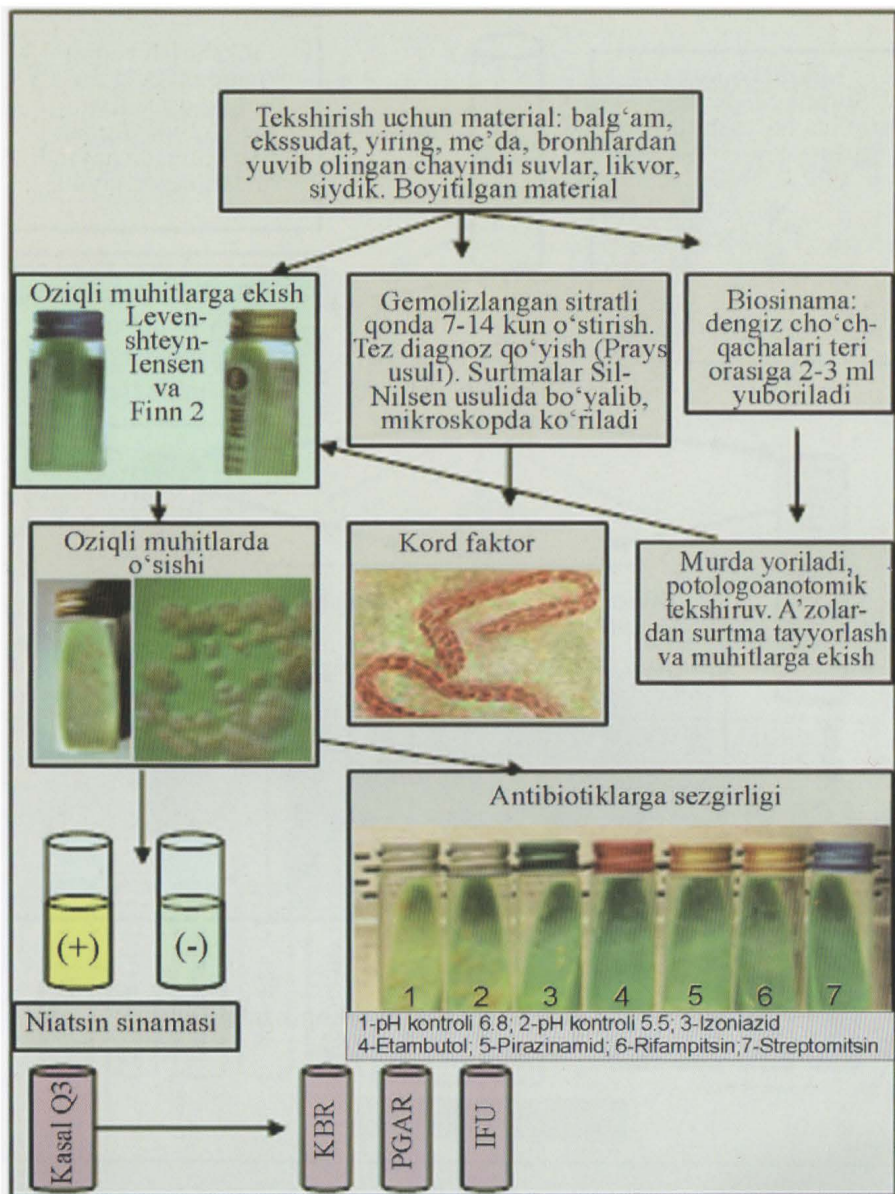 Tekshirish uchun material: balg‘am,
ekssudat, yiring, me’da, bronhlardan
yuvib olingan chayindi suvlar, likvor,
siydik. Boyitilgan material
Oziqli muhitlarga ekish
Leven-
shteyn-
Iensen
va
Finn 2
Gemolizlangan sitratli
qonda 7-14 kun o‘stirish.
Tez diagnoz qo‘yish (Prays
usuli). Surtmalar Sil-
Nilsen usulida bo‘yalib,
mikroskopda ko‘riladi
Biosinama:
dengiz cho‘ch-
qachalari teri
orasiga 2-3 ml
yuboriladi
Oziqli muhitlarda
o‘sishi
Kord faktor
Murda yoriladi,
potologoanotomik
tekshiruv. A’zolar-
dan surtma tayyorlash
va muhitlarga ekish
Antibiotiklarga sezgirligi
1 2 3 4 5 6 7
1-pH kontroli 6.8; 2-pH kontroli 5.5; 3-Izoniazid
4-Etambutol; 5-Pirazinamid; 6-Rifampitsin;7-Streptomitsin
(+) (-)
Niatsin sinamasi
Kasal Q3
KBR
PGAR
IFU